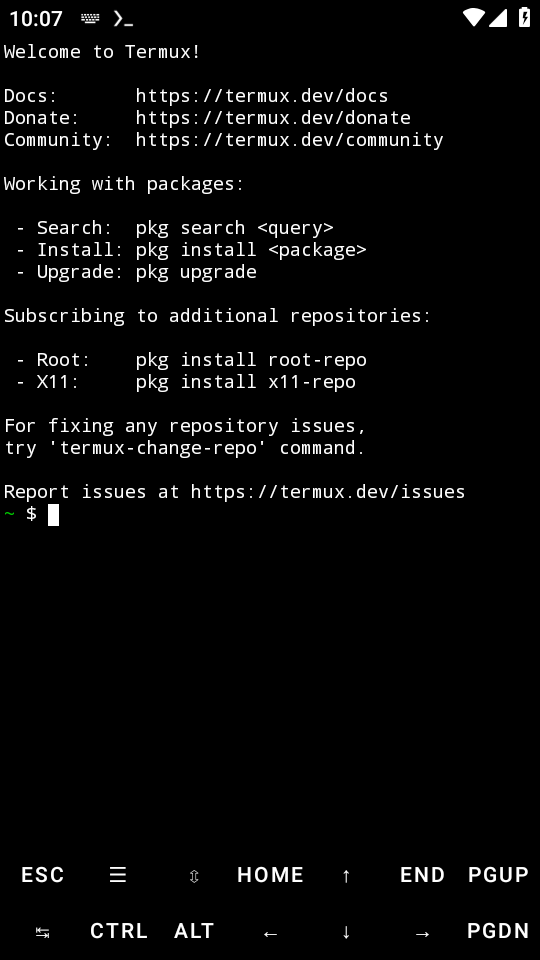 10:07
Welcome to Termux!
Docs: https://termux.dev/docs
Donate: https://termux.dev/donate
Community: https://termux.dev/community
Working with packages:
- Search: pkg search <query>
- Install: pkg install <package>
- Upgrade: pkg upgrade
Subscribing to additional repositories:
- Root: pkg install root-repo
- X11: pkg install x11-repo
For fixing any repository issues,
try 'termux-change-repo' command.
Report issues at https://termux.dev/issues
~ $
ESC ☰ ⇳ HOME ↑ END PGUP
↹ CTRL ALT ← ↓ → PGDN